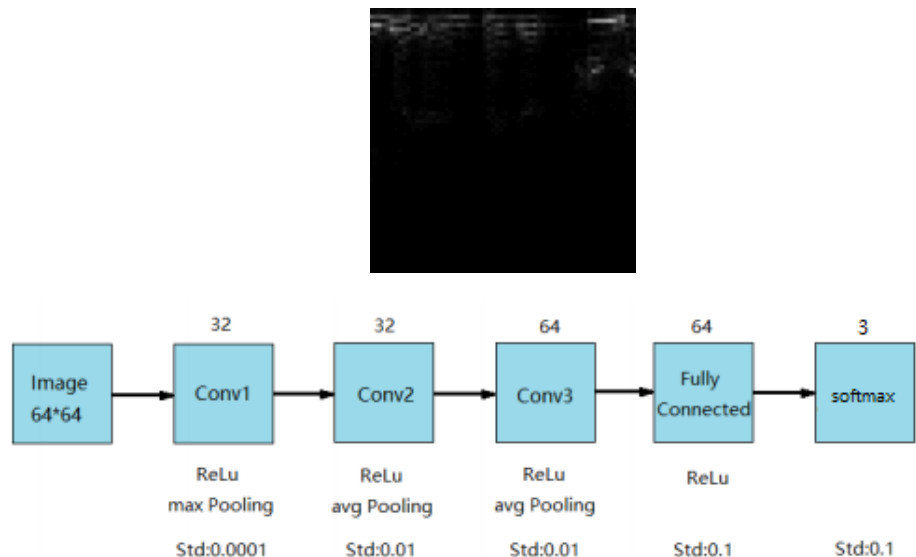 32 32 64 64 3
Image
64*64
Conv1
Conv2
Conv3
Fully
Connected
softmax
ReLu
max Pooling
ReLu
avg Pooling
ReLu
avg Pooling
ReLu
Std:0.0001 Std:0.01 Std:0.01 Std:0.1 Std:0.1